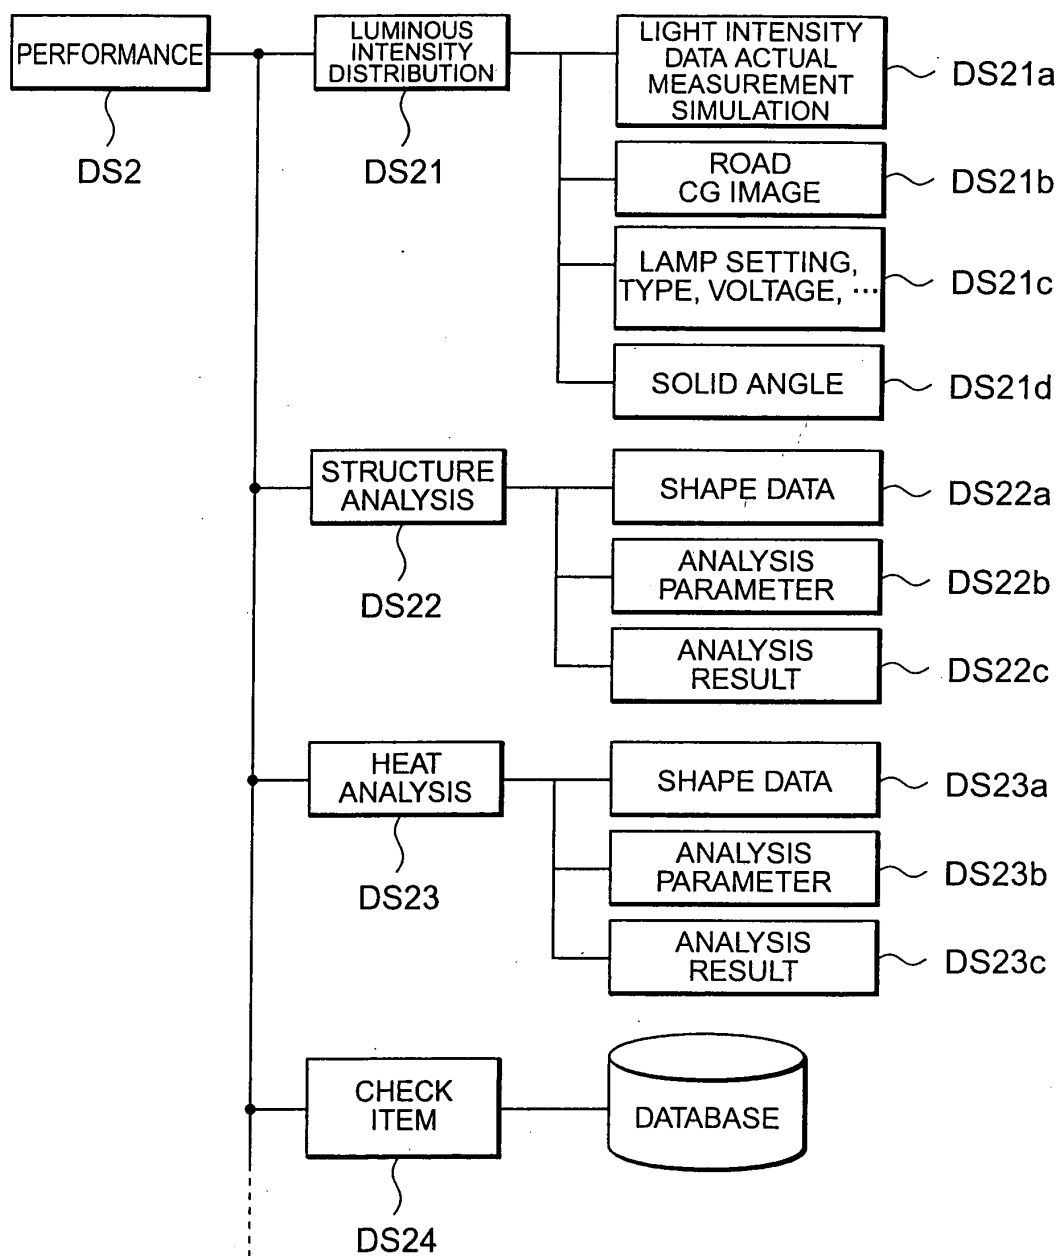 PERFORMANCE
DS2
LUMINOUS
INTENSITY
DISTRIBUTION
DS21
LIGHT INTENSITY
DATA ACTUAL
MEASUREMENT
SIMULATION
DS21a
ROAD
CG IMAGE
DS21b
LAMP SETTING,
TYPE, VOLTAGE, ···
DS21c
SOLID ANGLE
DS21d
STRUCTURE
ANALYSIS
DS22
SHAPE DATA
DS22a
ANALYSIS
PARAMETER
DS22b
ANALYSIS
RESULT
DS22c
HEAT
ANALYSIS
DS23
SHAPE DATA
DS23a
ANALYSIS
PARAMETER
DS23b
ANALYSIS
RESULT
DS23c
CHECK
ITEM
DS24
DATABASE